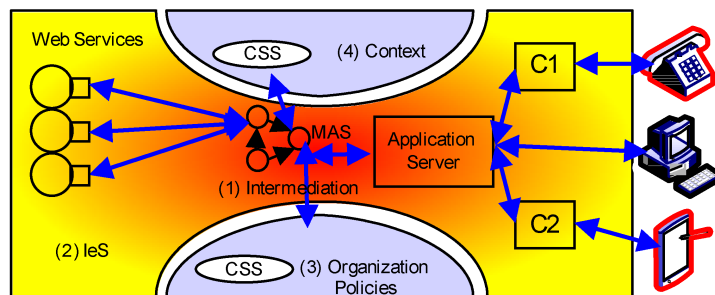 Web Services
CSS
(4) Context
C1
MAS
Application
Server
(1) Intermediation
C2
(2) IeS
CSS
(3) Organization
Policies